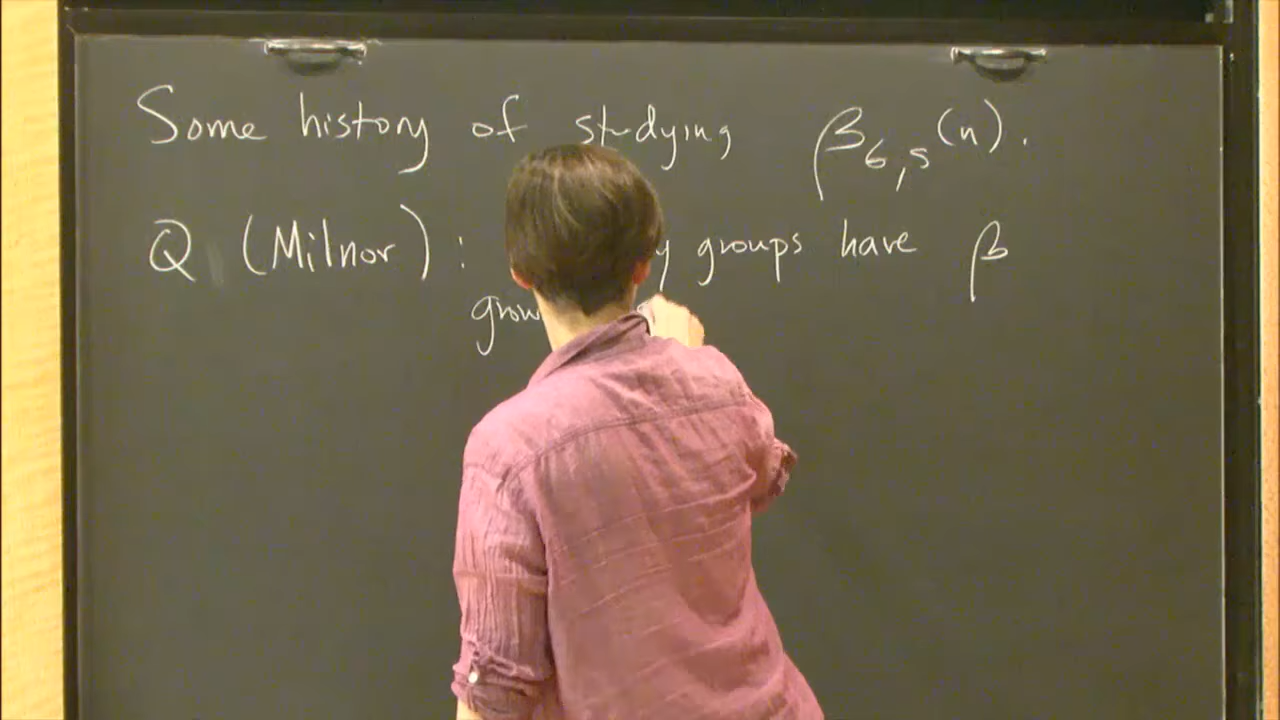 Some history of studying β_{G,S}(n).
Q (Milnor): groups have β